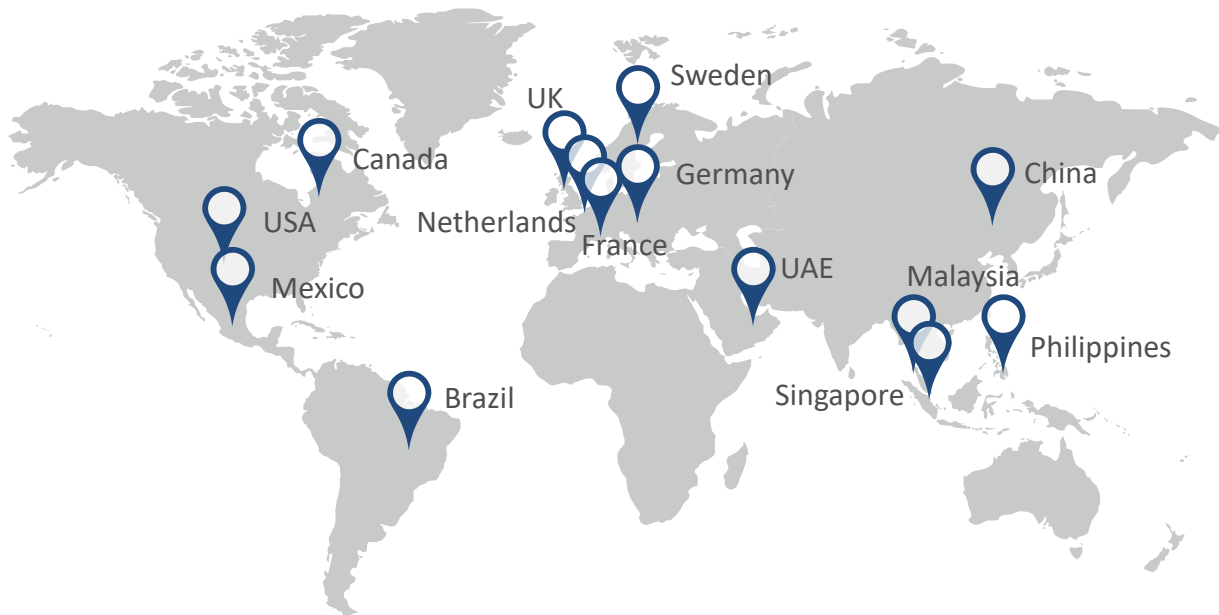 Sweden
UK
Canada
China
Germany
USA
Netherlands
France
UAE
Malaysia
Mexico
Philippines
Singapore
Brazil